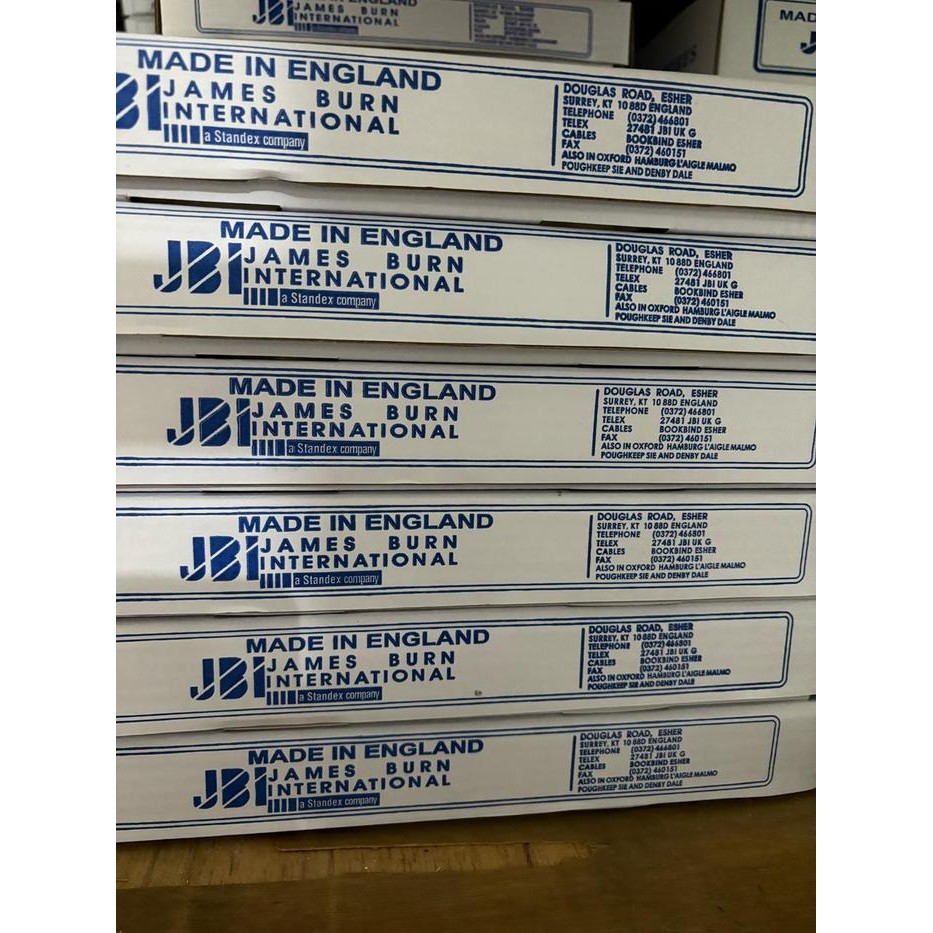 JBI JAMES BURN
INTERNATIONAL
MAD
MADE IN ENGLAND
JBI JAMES BURN
INTERNATIONAL
a Standex company
DOUGLAS ROAD, ESHER
SURREY, KT 10 88D ENGLAND
TELEPHONE (0372) 466801
TELEX 27481 JBI UK G
CABLES BOOKBIND ESHER
FAX (0372) 460151
ALSO IN OXFORD HAMBURG L'AIGLE MALMO
POUGHKEEP SIE AND DENBY DALE
MADE IN ENGLAND
JBI JAMES BURN
INTERNATIONAL
a Standex company
DOUGLAS ROAD, ESHER
SURREY, KT 10 88D ENGLAND
TELEPHONE (0372) 466801
TELEX 27481 JBI UK G
CABLES BOOKBIND ESHER
FAX (0372) 460151
ALSO IN OXFORD HAMBURG L'AIGLE MALMO
POUGHKEEP SIE AND DENBY DALE
MADE IN ENGLAND
JBI JAMES BURN
INTERNATIONAL
a Standex company
DOUGLAS ROAD, ESHER
SURREY, KT 10 88D ENGLAND
TELEPHONE (0372) 466801
TELEX 27481 JBI UK G
CABLES BOOKBIND ESHER
FAX (0372) 460151
ALSO IN OXFORD HAMBURG L'AIGLE MALMO
POUGHKEEP SIE AND DENBY DALE
MADE IN ENGLAND
JBI JAMES BURN
INTERNATIONAL
a Standex company
DOUGLAS ROAD, ESHER
SURREY, KT 10 88D ENGLAND
TELEPHONE (0372) 466801
TELEX 27481 JBI UK G
CABLES BOOKBIND ESHER
FAX (0372) 460151
ALSO IN OXFORD HAMBURG L'AIGLE MALMO
POUGHKEEP SIE AND DENBY DALE
MADE IN ENGLAND
JBI JAMES BURN
INTERNATIONAL
a Standex company
DOUGLAS ROAD, ESHER
SURREY, KT 10 88D ENGLAND
TELEPHONE (0372) 466801
TELEX 27481 JBI UK G
CABLES BOOKBIND ESHER
FAX (0372) 460151
ALSO IN OXFORD HAMBURG L'AIGLE MALMO
POUGHKEEP SIE AND DENBY DALE
MADE IN ENGLAND
JBI JAMES BURN
INTERNATIONAL
a Standex company
DOUGLAS ROAD, ESHER
SURREY, KT 10 88D ENGLAND
TELEPHONE (0372) 466801
TELEX 27481 JBI UK G
CABLES BOOKBIND ESHER
FAX (0372) 460151
ALSO IN OXFORD HAMBURG L'AIGLE MALMO
POUGHKEEP SIE AND DENBY DALE